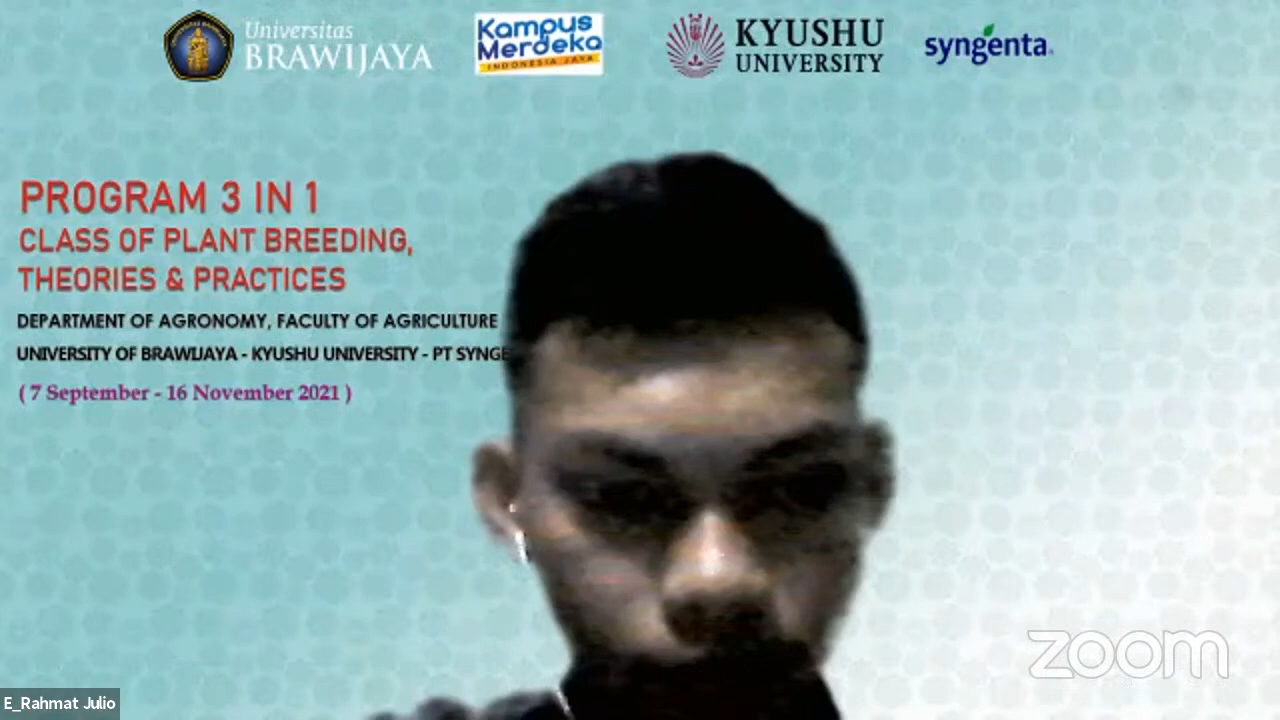 Universitas
BRAWIJAYA
Kampus
Merdeka
INDONESIA JAYA
KYUSHU
UNIVERSITY
syngenta
PROGRAM 3 IN 1
CLASS OF PLANT BREEDING,
THEORIES & PRACTICES
DEPARTMENT OF AGRONOMY, FACULTY OF AGRICULTURE
UNIVERSITY OF BRAWIJAYA - KYUSHU UNIVERSITY - PT SYNGE
( 7 September - 16 November 2021 )
zoom
E_Rahmat Julio